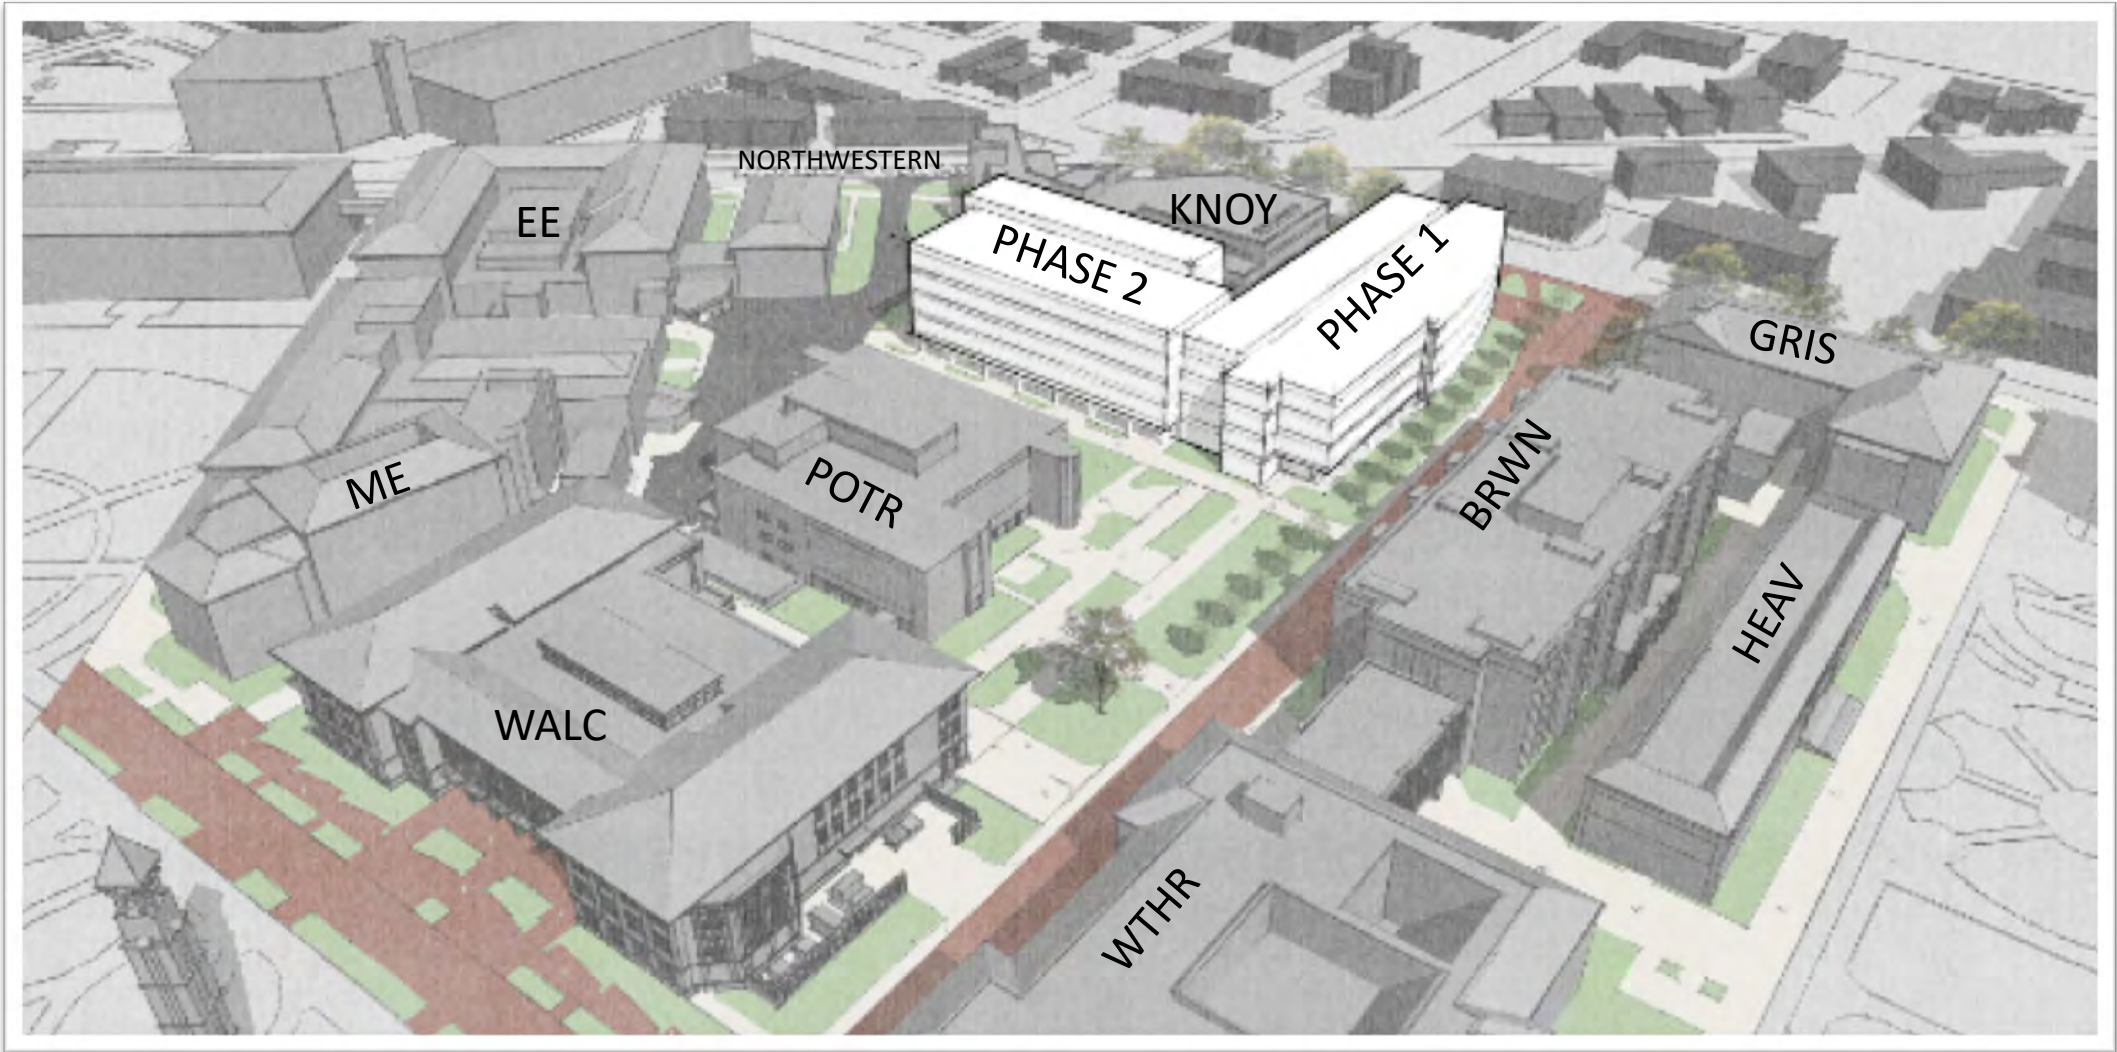 NORTHWESTERN
EE
KNOY
PHASE 2
PHASE 1
GRIS
ME
POTR
BRWN
HEAV
WALC
WTHR